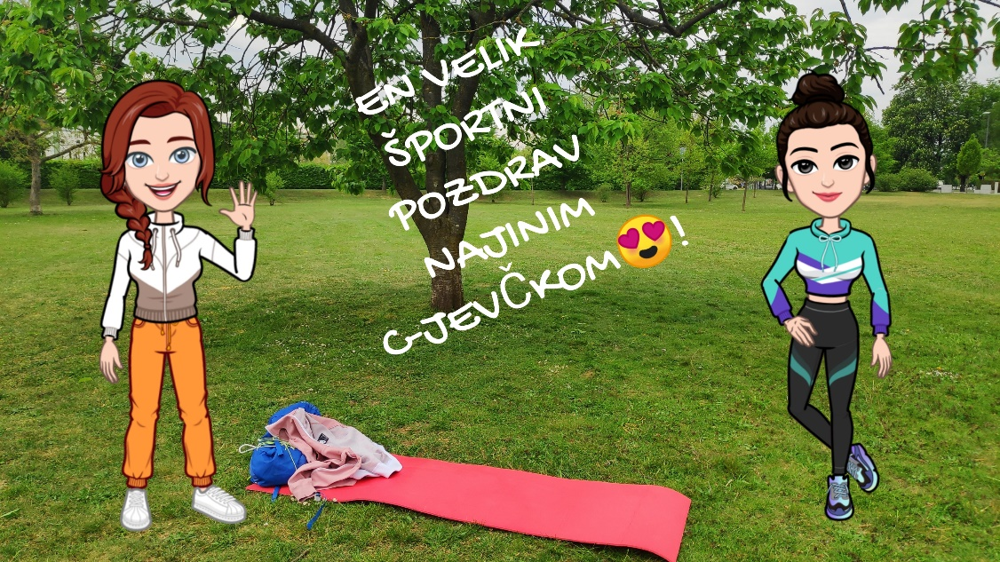 EN VELIK
ŠPORTNI
POZDRAV
NAJINIM
C-JEVČKOM😍!